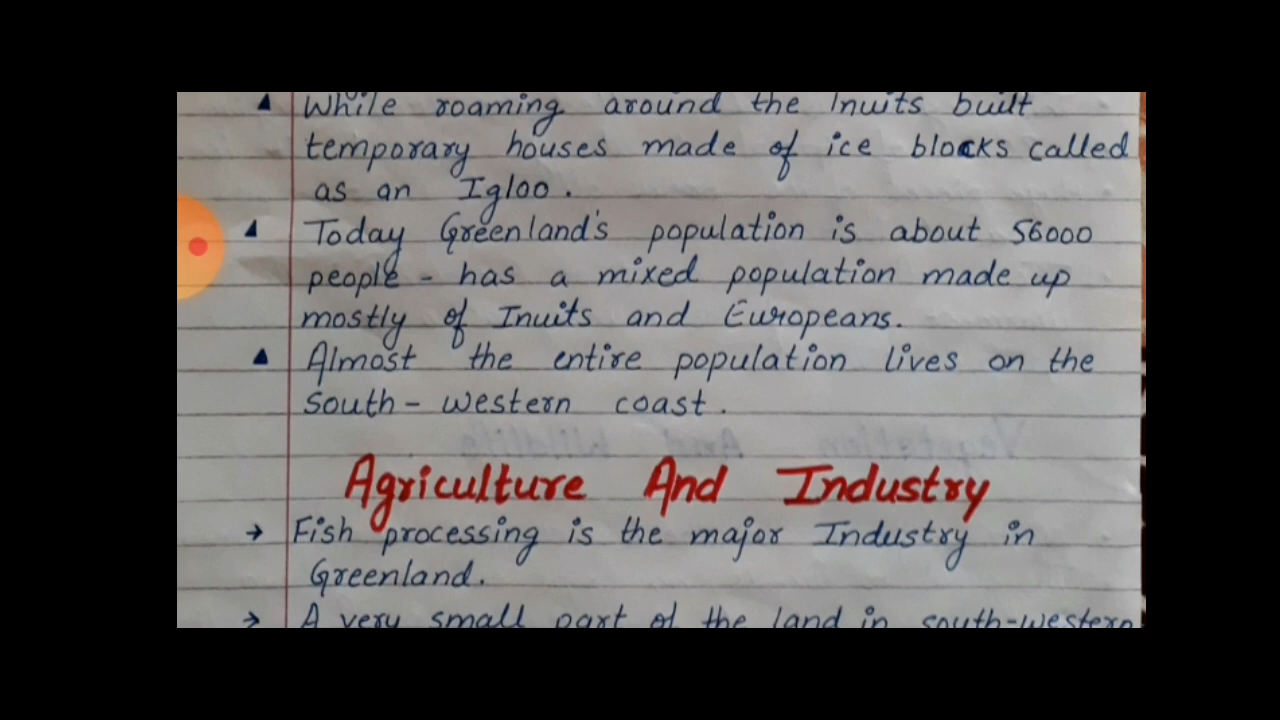 ▲ While roaming around the Inuits built
temporary houses made of ice blocks called
as an Igloo.
▲ Today Greenland's population is about 56000
people - has a mixed population made up
mostly of Inuits and Europeans.
▲ Almost the entire population lives on the
South-western coast.
Agriculture And Industry
→ Fish processing is the major Industry in
Greenland.
→ A very small part of the land in south-western